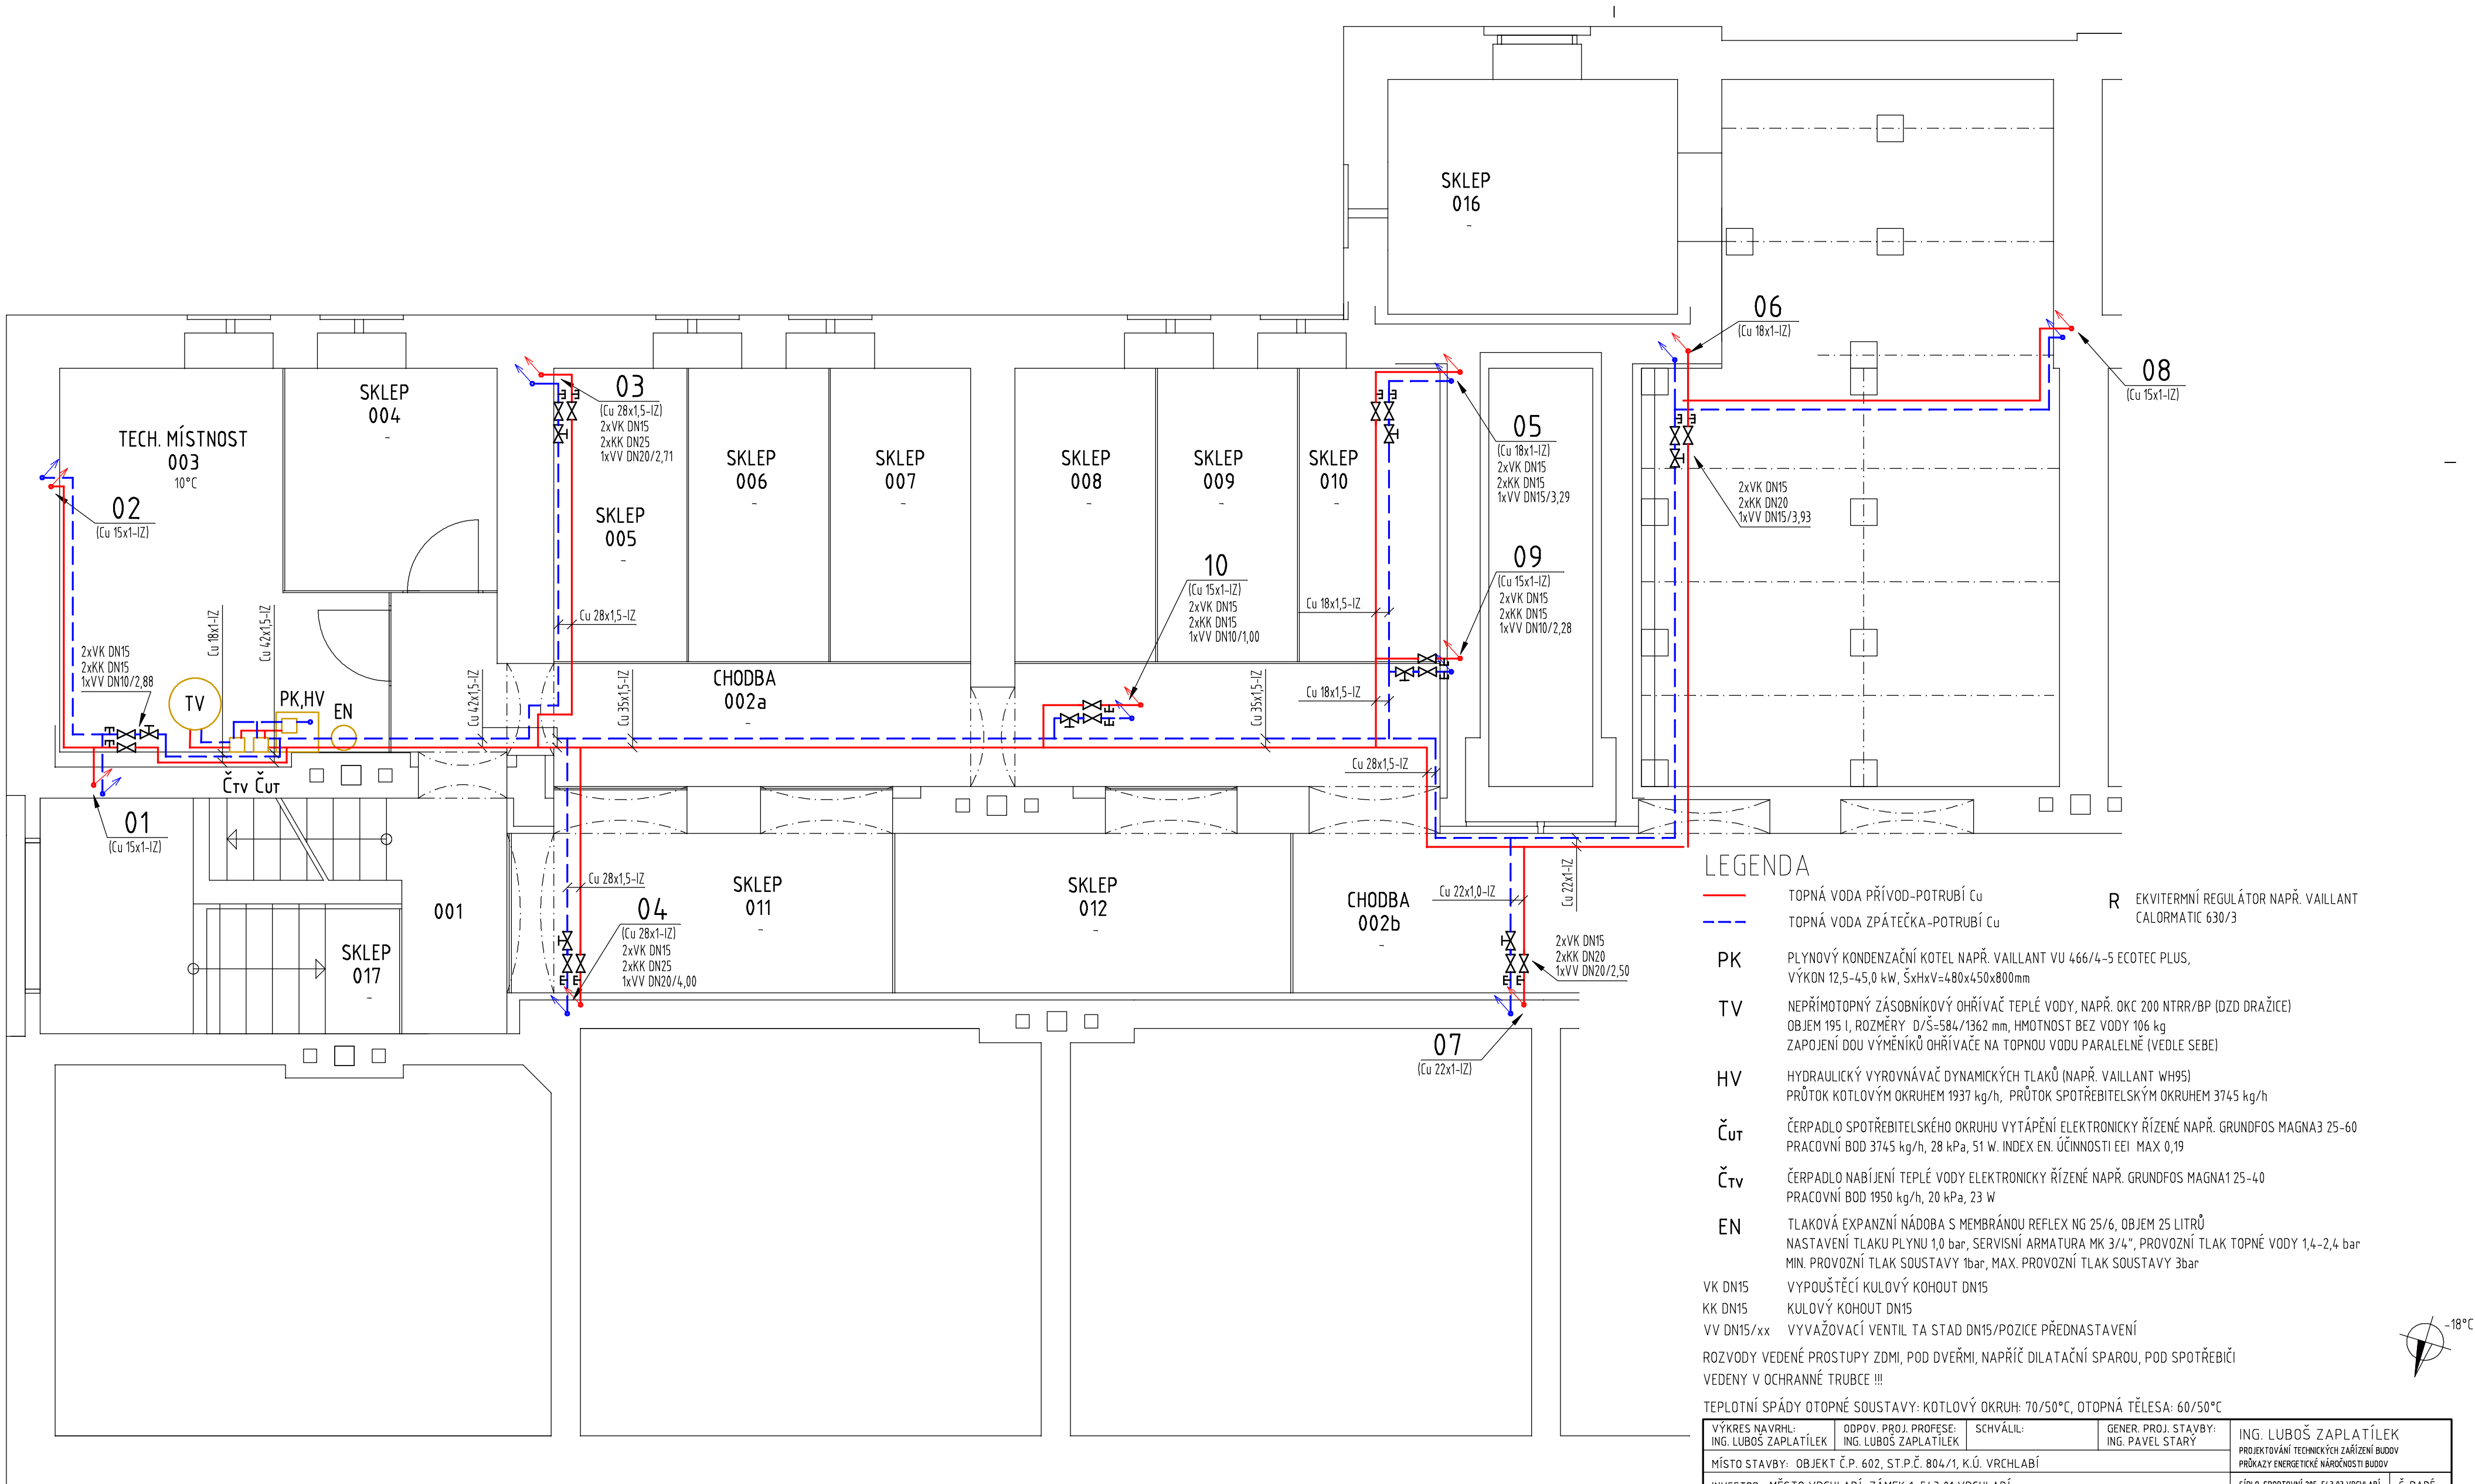 SKLEP
016
-
06
(Cu 18x1-IZ)
08
(Cu 15x1-IZ)
TECH. MÍSTNOST
003
10°C
SKLEP
004
-
03
(Cu 28x1,5-IZ)
2xVK DN15
2xKK DN25
1xVV DN20/2,71
SKLEP
005
-
SKLEP
006
-
SKLEP
007
-
SKLEP
008
-
SKLEP
009
-
SKLEP
010
-
05
(Cu 18x1-IZ)
2xVK DN15
2xKK DN15
1xVV DN15/3,29
2xVK DN15
2xKK DN20
1xVV DN15/3,93
02
(Cu 15x1-IZ)
10
(Cu 15x1-IZ)
2xVK DN15
2xKK DN15
1xVV DN10/1,00
09
(Cu 15x1-IZ)
2xVK DN15
2xKK DN15
1xVV DN10/2,28
Cu 28x1,5-IZ
Cu 18x1,5-IZ
Cu 18x1,5-IZ
2xVK DN15
2xKK DN15
1xVV DN10/2,88
Cu 18x1-IZ
Cu 42x1,5-IZ
TV
PK,HV
EN
Cu 42x1,5-IZ
Cu 35x1,5-IZ
CHODBA
002a
-
Cu 35x1,5-IZ
Cu 28x1,5-IZ
ČTV ČUT
01
(Cu 15x1-IZ)
001
SKLEP
017
-
Cu 28x1,5-IZ
04
(Cu 28x1-IZ)
2xVK DN15
2xKK DN25
1xVV DN20/4,00
SKLEP
011
-
SKLEP
012
-
CHODBA
002b
-
Cu 22x1,0-IZ
Cu 22x1-IZ
2xVK DN15
2xKK DN20
1xVV DN20/2,50
07
(Cu 22x1-IZ)
LEGENDA
TOPNÁ VODA PŘÍVOD-POTRUBÍ Cu
TOPNÁ VODA ZPÁTEČKA-POTRUBÍ Cu
R EKVITERMNÍ REGULÁTOR NAPŘ. VAILLANT
CALORMATIC 630/3
PK PLYNOVÝ KONDENZAČNÍ KOTEL NAPŘ. VAILLANT VU 466/4-5 ECOTEC PLUS,
VÝKON 12,5-45,0 kW, ŠxHxV=480x450x800mm
TV NEPŘÍMOTOPNÝ ZÁSOBNÍKOVÝ OHŘÍVAČ TEPLÉ VODY, NAPŘ. OKC 200 NTRR/BP (DZD DRAŽICE)
OBJEM 195 l, ROZMĚRY D/Š=584/1362 mm, HMOTNOST BEZ VODY 106 kg
ZAPOJENÍ DOU VÝMĚNÍKŮ OHŘÍVAČE NA TOPNOU VODU PARALELNĚ (VEDLE SEBE)
HV HYDRAULICKÝ VYROVNÁVAČ DYNAMICKÝCH TLAKŮ (NAPŘ. VAILLANT WH95)
PRŮTOK KOTLOVÝM OKRUHEM 1937 kg/h, PRŮTOK SPOTŘEBITELSKÝM OKRUHEM 3745 kg/h
ČUT ČERPADLO SPOTŘEBITELSKÉHO OKRUHU VYTÁPĚNÍ ELEKTRONICKY ŘÍZENÉ NAPŘ. GRUNDFOS MAGNA3 25-60
PRACOVNÍ BOD 3745 kg/h, 28 kPa, 51 W. INDEX EN. ÚČINNOSTI EEI MAX 0,19
ČTV ČERPADLO NABÍJENÍ TEPLÉ VODY ELEKTRONICKY ŘÍZENÉ NAPŘ. GRUNDFOS MAGNA1 25-40
PRACOVNÍ BOD 1950 kg/h, 20 kPa, 23 W
EN TLAKOVÁ EXPANZNÍ NÁDOBA S MEMBRÁNOU REFLEX NG 25/6, OBJEM 25 LITRŮ
NASTAVENÍ TLAKU PLYNU 1,0 bar, SERVISNÍ ARMATURA MK 3/4", PROVOZNÍ TLAK TOPNÉ VODY 1,4-2,4 bar
MIN. PROVOZNÍ TLAK SOUSTAVY 1bar, MAX. PROVOZNÍ TLAK SOUSTAVY 3bar
VK DN15 VYPOUŠTĚCÍ KULOVÝ KOHOUT DN15
KK DN15 KULOVÝ KOHOUT DN15
VV DN15/xx VYVAŽOVACÍ VENTIL TA STAD DN15/POZICE PŘEDNASTAVENÍ
-18°C
ROZVODY VEDENÉ PROSTUPY ZDMI, POD DVEŘMI, NAPŘÍČ DILATAČNÍ SPAROU, POD SPOTŘEBIČI
VEDENY V OCHRANNÉ TRUBCE !!!
TEPLOTNÍ SPÁDY OTOPNÉ SOUSTAVY: KOTLOVÝ OKRUH: 70/50°C, OTOPNÁ TĚLESA: 60/50°C
VÝKRES NAVRHL:
ING. LUBOŠ ZAPLATÍLEK
ODPOV. PROJ. PROFESE:
ING. LUBOŠ ZAPLATÍLEK
SCHVÁLIL:
GENER. PROJ. STAVBY:
ING. PAVEL STARÝ
ING. LUBOŠ ZAPLATÍLEK
PROJEKTOVÁNÍ TECHNICKÝCH ZAŘÍZENÍ BUDOV
PRŮKAZY ENERGETICKÉ NÁROČNOSTI BUDOV
MÍSTO STAVBY: OBJEKT Č.P. 602, ST.P.Č. 804/1, K.Ú. VRCHLABÍ